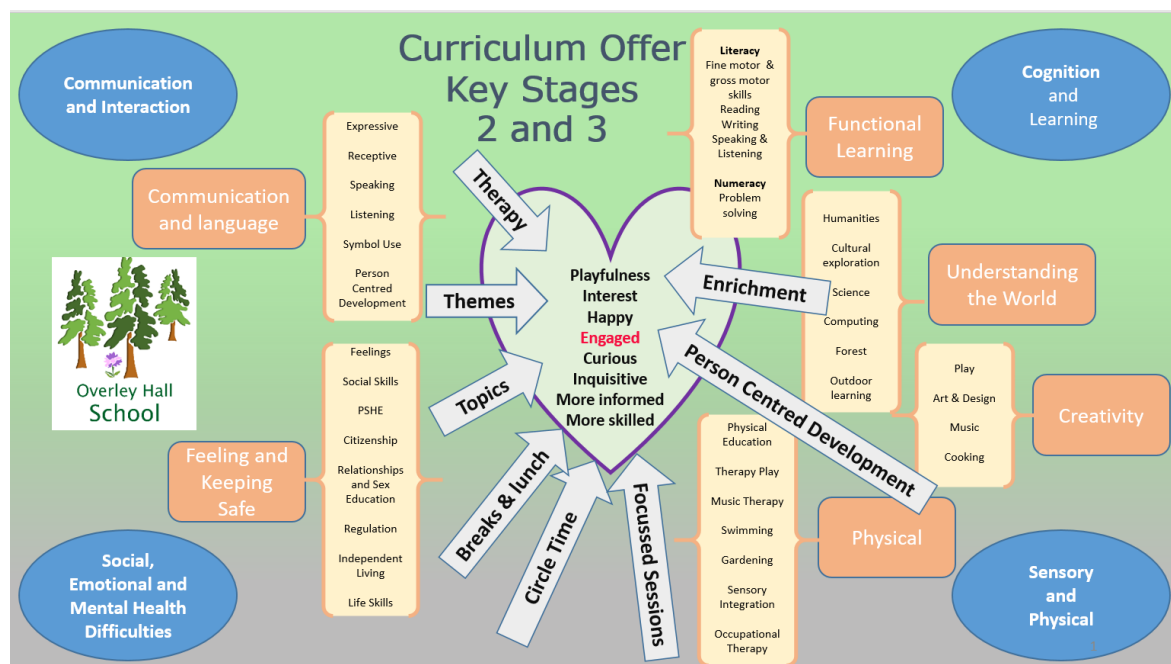 Curriculum Offer
Key Stages
2 and 3
Communication
and Interaction
Cognition
and
Learning
Communication
and language
Expressive
Receptive
Speaking
Listening
Symbol Use
Person
Centred
Development
Literacy
Fine motor &
gross motor
skills
Reading
Writing
Speaking &
Listening
Numeracy
Problem
solving
Functional
Learning
Humanities
Cultural
exploration
Science
Computing
Forest
Outdoor
learning
Understanding
the World
Play
Art & Design
Music
Cooking
Creativity
Overley Hall
School
Therapy
Themes
Topics
Breaks & lunch
Circle Time
Focussed Sessions
Enrichment
Person Centred Development
Playfulness
Interest
Happy
Engaged
Curious
Inquisitive
More informed
More skilled
Feeling and
Keeping
Safe
Feelings
Social Skills
PSHE
Citizenship
Relationships
and Sex
Education
Regulation
Independent
Living
Life Skills
Physical
Education
Therapy Play
Music Therapy
Swimming
Gardening
Sensory
Integration
Occupational
Therapy
Physical
Social,
Emotional and
Mental Health
Difficulties
Sensory
and
Physical